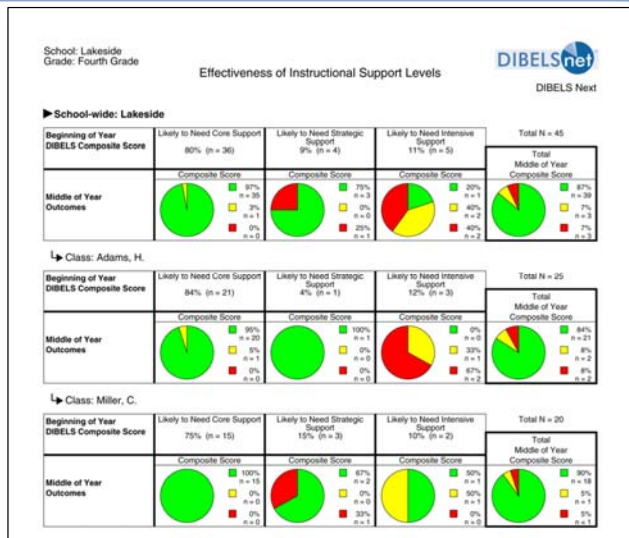 School: Lakeside
Grade: Fourth Grade
Effectiveness of Instructional Support Levels
DIBELSnet
DIBELS Next
▶School-wide: Lakeside
Beginning of Year
DIBELS Composite Score
Likely to Need Core Support
80% (n = 36)
Likely to Need Strategic
Support
9% (n = 4)
Likely to Need Intensive
Support
11% (n = 5)
Total N = 45
Total
Middle of Year
Composite Score
Middle of Year
Outcomes
Composite Score
97%
n = 35
3%
n = 1
0%
n = 0
Composite Score
75%
n = 3
0%
n = 0
25%
n = 1
Composite Score
20%
n = 1
40%
n = 2
40%
n = 2
87%
n = 39
7%
n = 3
7%
n = 3
Class: Adams, H.
Beginning of Year
DIBELS Composite Score
Likely to Need Core Support
84% (n = 21)
Likely to Need Strategic
Support
4% (n = 1)
Likely to Need Intensive
Support
12% (n = 3)
Total N = 25
Total
Middle of Year
Composite Score
Middle of Year
Outcomes
Composite Score
95%
n = 20
5%
n = 1
0%
n = 0
Composite Score
100%
n = 1
0%
n = 0
0%
n = 0
Composite Score
0%
n = 0
33%
n = 1
67%
n = 2
84%
n = 21
8%
n = 2
8%
n = 2
Class: Miller, C.
Beginning of Year
DIBELS Composite Score
Likely to Need Core Support
75% (n = 15)
Likely to Need Strategic
Support
15% (n = 3)
Likely to Need Intensive
Support
10% (n = 2)
Total N = 20
Total
Middle of Year
Composite Score
Middle of Year
Outcomes
Composite Score
100%
n = 15
0%
n = 0
0%
n = 0
Composite Score
67%
n = 2
0%
n = 0
33%
n = 1
Composite Score
50%
n = 1
50%
n = 1
0%
n = 0
90%
n = 18
5%
n = 1
5%
n = 1